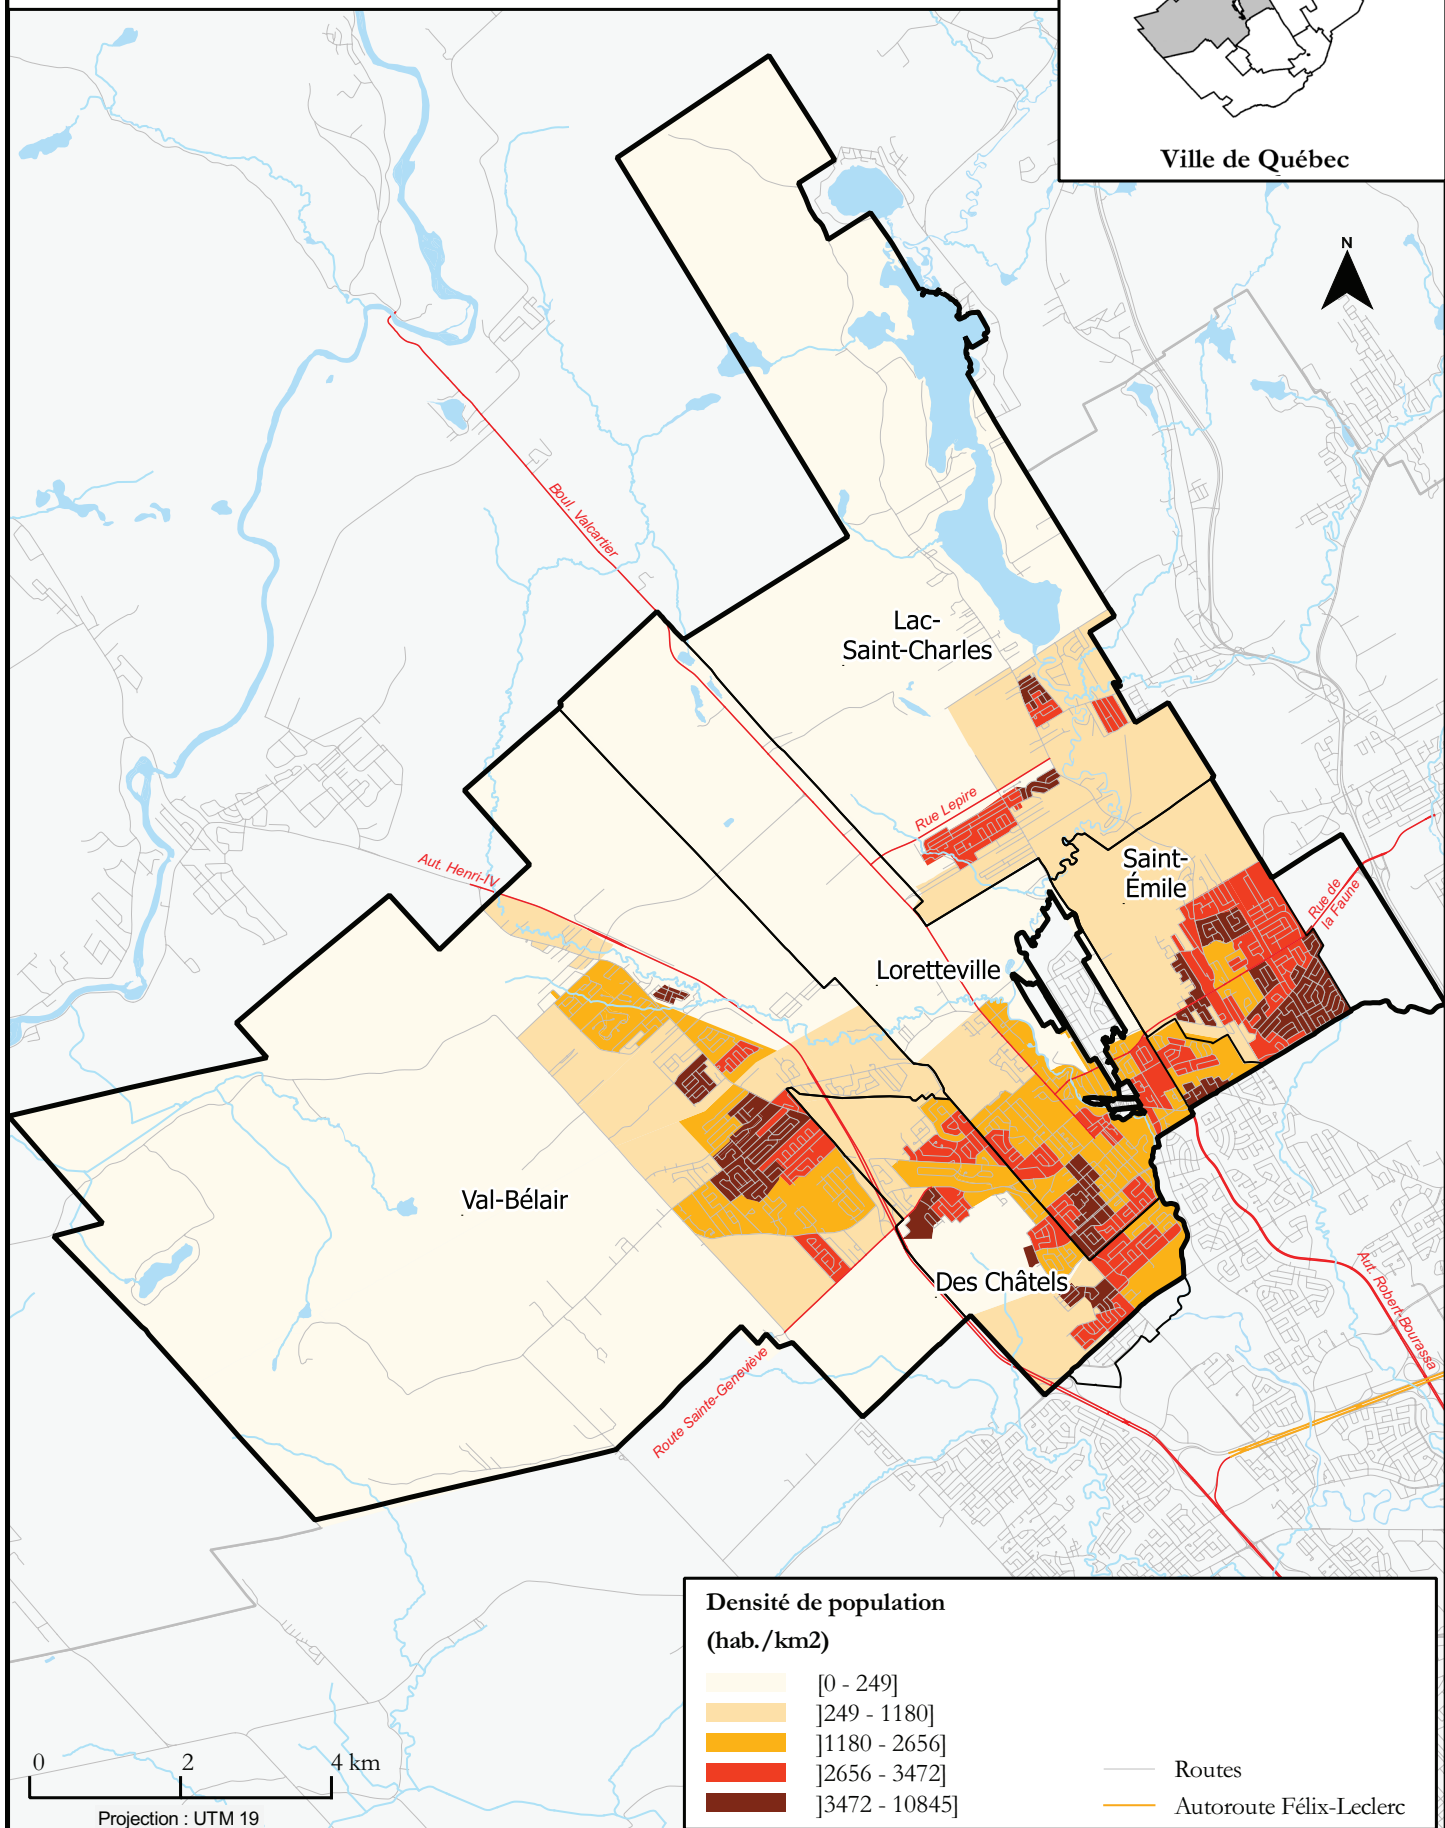 Ville de Québec
N
Boul. Valcartier
Lac-
Saint-Charles
Rue Lepire
Saint-
Émile
Rue de
la Faune
Aut. Henri-IV
Loretteville
Val-Bélair
Des Châtels
Aut. Robert-Bourassa
Route Sainte-Geneviève
Densité de population
(hab./km2)
[0 - 249]
]249 - 1180]
]1180 - 2656]
]2656 - 3472]
]3472 - 10845]
Routes
Autoroute Félix-Leclerc
0 2 4 km
Projection : UTM 19